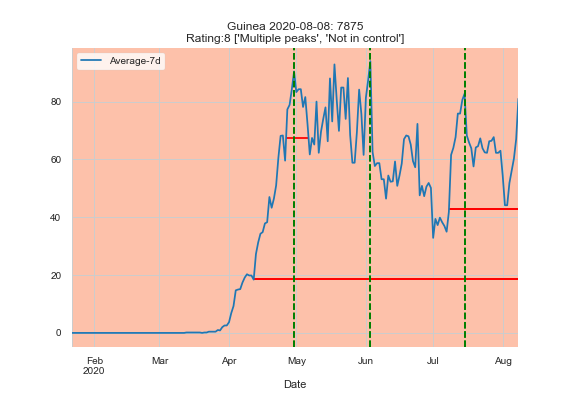 Guinea 2020-08-08: 7875
Rating:8 ['Multiple peaks', 'Not in control']
Average-7d
80
60
40
20
0
Feb Mar Apr May Jun Jul Aug
2020
Date